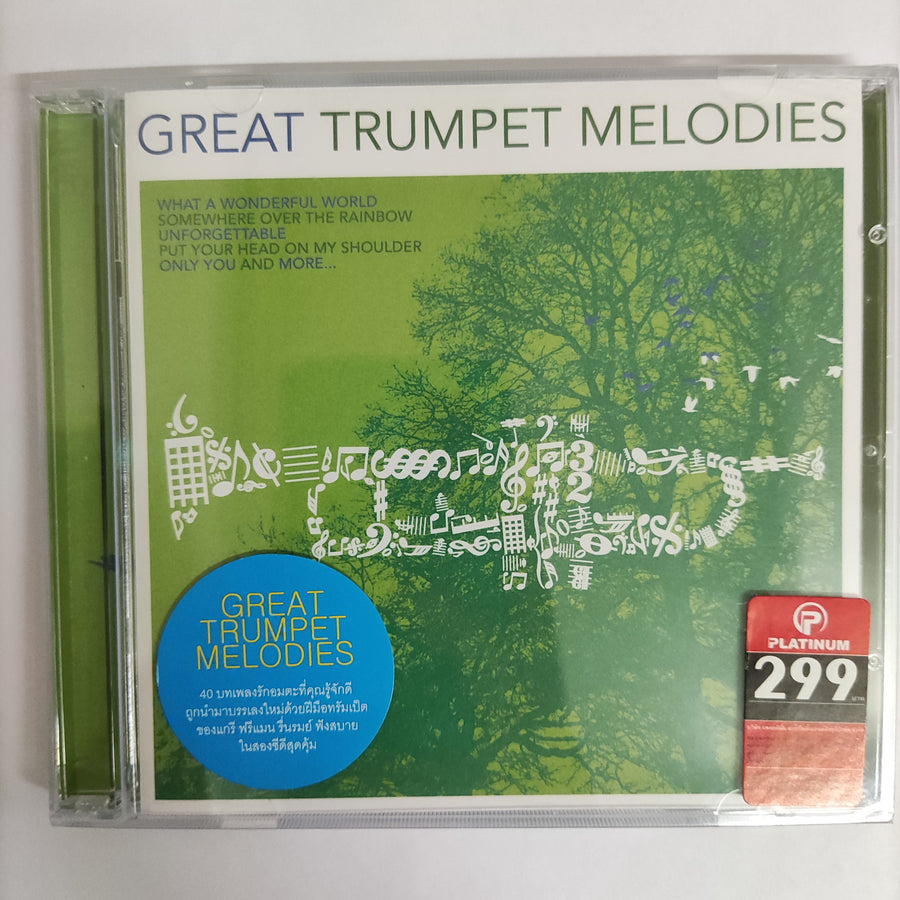 GREAT TRUMPET MELODIES
WHAT A WONDERFUL WORLD
SOMEWHERE OVER THE RAINBOW
UNFORGETTABLE
PUT YOUR HEAD ON MY SHOULDER
ONLY YOU AND MORE...
3
2
GREAT
TRUMPET
MELODIES
40 บทเพลงรักอมตะที่คุณรู้จักดี
ถูกนำมาบรรเลงใหม่ด้วยฝีมือทรัมเป็ต
ของแกรี ฟรีแมน รื่นรมย์ ฟังสบาย
ในสองซีดีสุดคุ้ม
P
PLATINUM
299